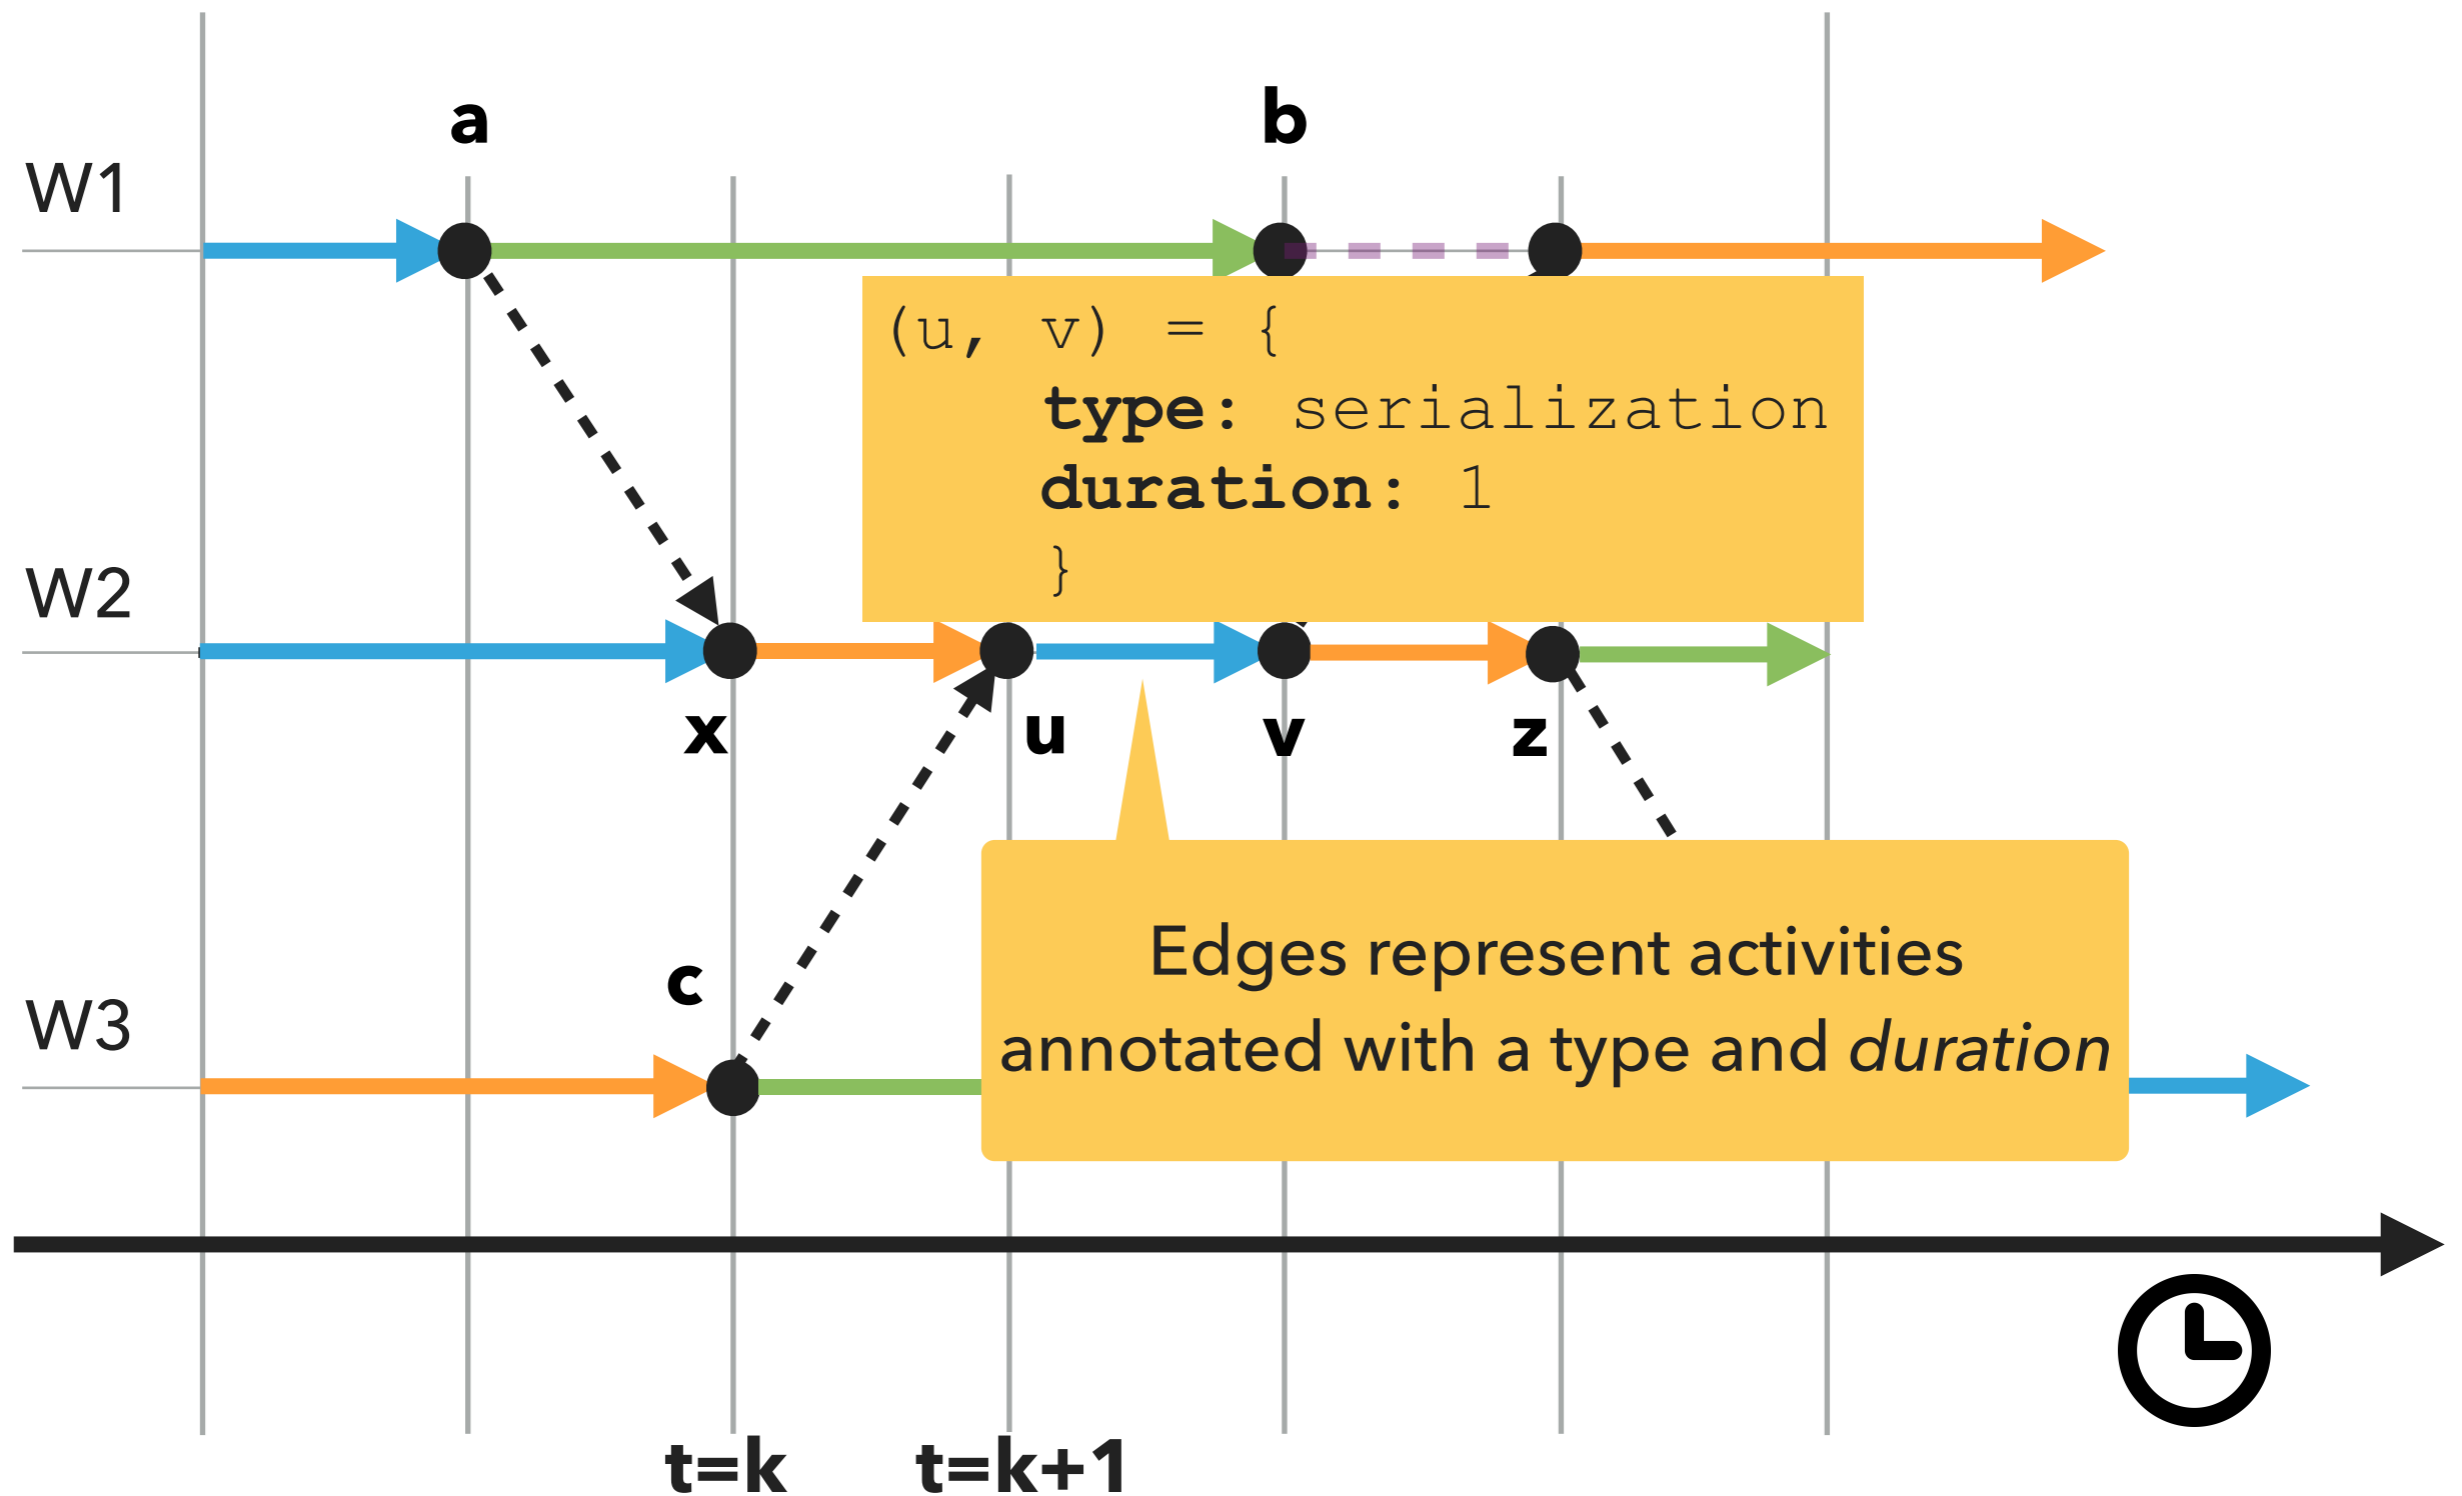 a
b
W1
(u, v) = {
type: serialization
duration: 1
}
W2
x
u
v
z
c
Edges represent activities
annotated with a type and duration
W3
t=k
t=k+1